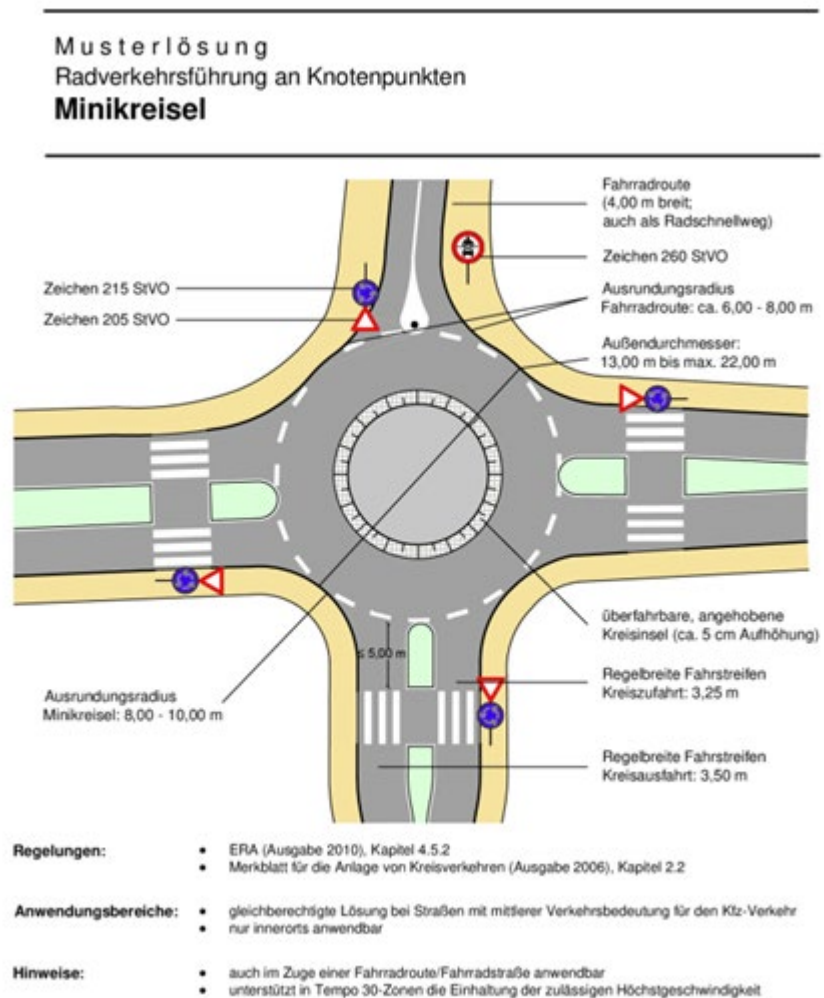 Musterlösung
Radverkehrsführung an Knotenpunkten
Minikreisel
Fahrradroute
(4,00 m breit;
auch als Radschnellweg)
Zeichen 260 StVO
Zeichen 215 StVO
Zeichen 205 StVO
Ausrundungsradius
Fahrradroute: ca. 6,00 - 8,00 m
Außendurchmesser:
13,00 m bis max. 22,00 m
überfahrbare, angehobene
Kreisinsel (ca. 5 cm Aufhöhung)
≤ 5,00 m
Regelbreite Fahrstreifen
Kreiszufahrt: 3,25 m
Ausrundungsradius
Minikreisel: 8,00 - 10,00 m
Regelbreite Fahrstreifen
Kreisausfahrt: 3,50 m
Regelungen:
• ERA (Ausgabe 2010), Kapitel 4.5.2
• Merkblatt für die Anlage von Kreisverkehren (Ausgabe 2006), Kapitel 2.2
Anwendungsbereiche:
• gleichberechtigte Lösung bei Straßen mit mittlerer Verkehrsbedeutung für den Kfz-Verkehr
• nur innerorts anwendbar
Hinweise:
• auch im Zuge einer Fahrradroute/Fahrradstraße anwendbar
• unterstützt in Tempo 30-Zonen die Einhaltung der zulässigen Höchstgeschwindigkeit